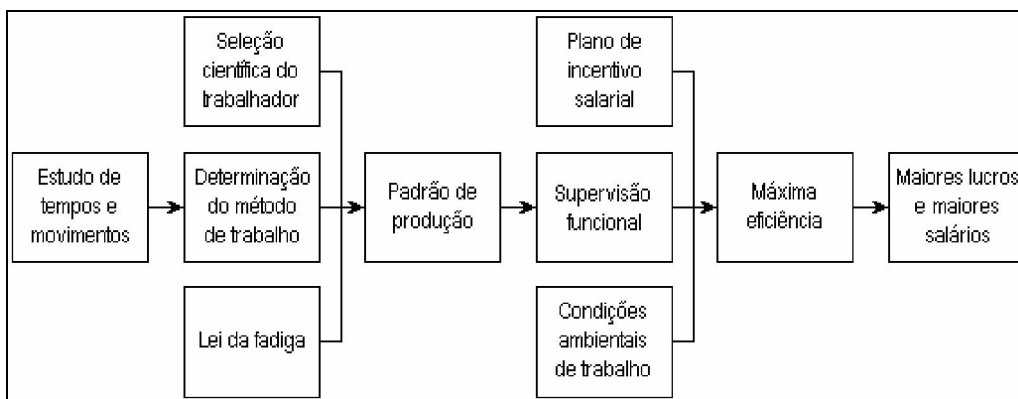 Seleção
científica do
trabalhador
Plano de
incentivo
salarial
Estudo de
tempos e
movimentos
Determinação
do método
de trabalho
Padrão de
produção
Supervisão
funcional
Máxima
eficiência
Maiores lucros
e maiores
salários
Lei da fadiga
Condições
ambientais
de trabalho